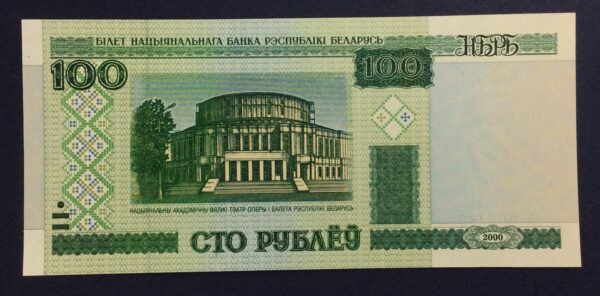 БІЛЕТ НАЦЫЯНАЛЬНАГА БАНКА РЭСПУБЛІКІ БЕЛАРУСЬ
НБРБ
100
100
НАЦЫЯНАЛЬНЫ АКАДЭМІЧНЫ ВЯЛІКІ ТЭАТР ОПЕРЫ І БАЛЕТА РЭСПУБЛІКІ БЕЛАРУСЬ
СТО РУБЛЁЎ
2000